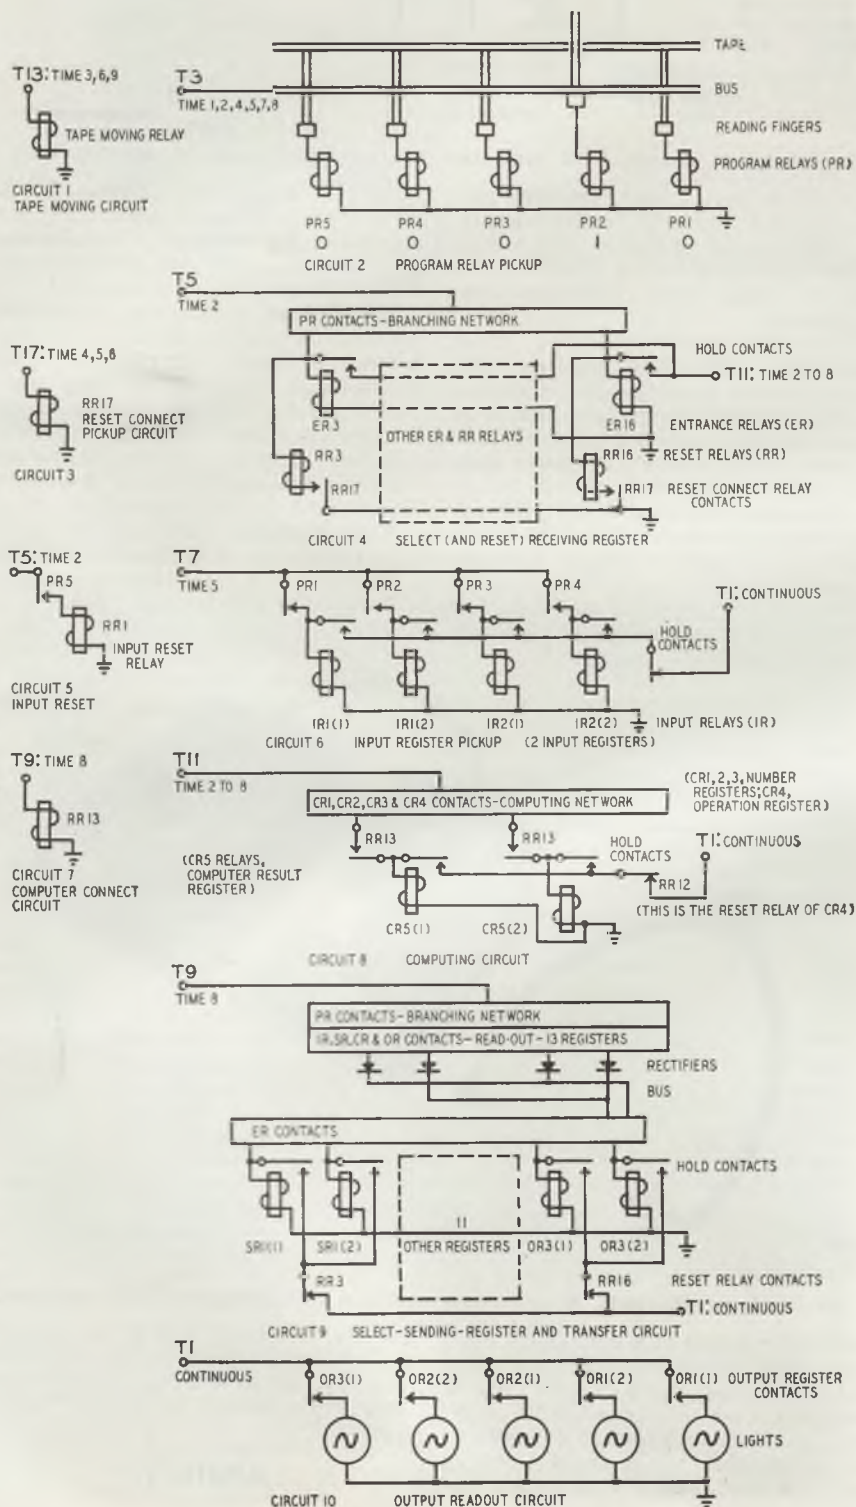 TAPE
T13: TIME 3,6,9
T3
BUS
TIME 1,2,4,5,7,8
READING FINGERS
TAPE MOVING RELAY
PROGRAM RELAYS (PR)
CIRCUIT 1
TAPE MOVING CIRCUIT
PR5 PR4 PR3 PR2 PR1
0 0 0 1 0
CIRCUIT 2 PROGRAM RELAY PICKUP
T5
TIME 2
PR CONTACTS-BRANCHING NETWORK
T17: TIME 4,5,8
HOLD CONTACTS
T11: TIME 2 TO 8
RR17
RESET CONNECT
PICKUP CIRCUIT
CIRCUIT 3
ER3
OTHER ER & RR RELAYS
ER16
ENTRANCE RELAYS (ER)
RR3
RR16
RESET RELAYS (RR)
RR17
RR17
RESET CONNECT RELAY
CONTACTS
CIRCUIT 4 SELECT (AND RESET) RECEIVING REGISTER
T5: TIME 2
T7
TIME 5
PR5
PR1 PR2 PR3 PR4
T1: CONTINUOUS
RR1
HOLD
CONTACTS
INPUT RESET
RELAY
CIRCUIT 5
INPUT RESET
IR1(1) IR1(2) IR2(1) IR2(2) INPUT RELAYS (IR)
CIRCUIT 6 INPUT REGISTER PICKUP (2 INPUT REGISTERS)
T9: TIME 8
T11
TIME 2 TO 8
(CR1,2,3,NUMBER
REGISTERS;CR4,
OPERATION REGISTER)
CR1,CR2,CR3 & CR4 CONTACTS-COMPUTING NETWORK
RR13
RR13
RR13
HOLD
CONTACTS
T1: CONTINUOUS
CIRCUIT 7
COMPUTER CONNECT
CIRCUIT
(CR5 RELAYS,
COMPUTER RESULT
REGISTER)
RR12
(THIS IS THE RESET RELAY OF CR4)
CR5(1) CR5(2)
CIRCUIT 8 COMPUTING CIRCUIT
T9
TIME 8
PR CONTACTS-BRANCHING NETWORK
IR,SR,CR & OR CONTACTS-READ-OUT-13 REGISTERS
RECTIFIERS
BUS
ER CONTACTS
HOLD CONTACTS
SR1(1) SR1(2)
11
OTHER REGISTERS
OR3(1) OR3(2)
RR3
RR16
RESET RELAY CONTACTS
T1: CONTINUOUS
CIRCUIT 9 SELECT-SENDING-REGISTER AND TRANSFER CIRCUIT
T1
CONTINUOUS
OR3(1) OR2(2) OR2(1) OR1(2) OR1(1) OUTPUT REGISTER
CONTACTS
LIGHTS
CIRCUIT 10 OUTPUT READOUT CIRCUIT